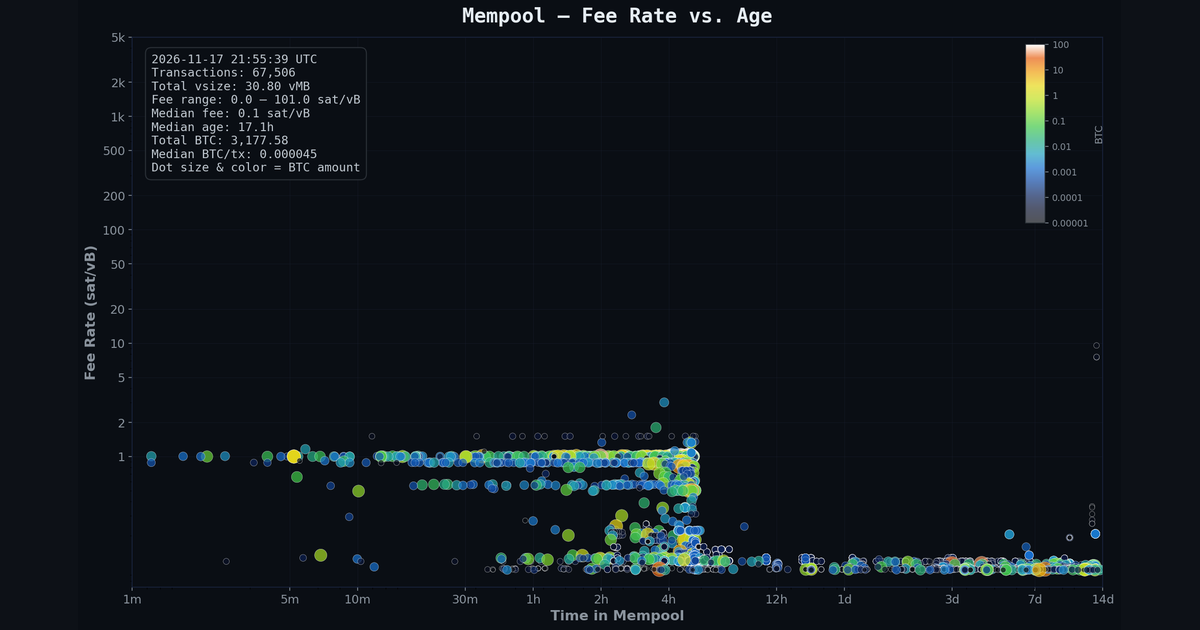 Mempool — Fee Rate vs. Age
2026-11-17 21:55:39 UTC
Transactions: 67,506
Total vsize: 30.80 vMB
Fee range: 0.0 – 101.0 sat/vB
Median fee: 0.1 sat/vB
Median age: 17.1h
Total BTC: 3,177.58
Median BTC/tx: 0.000045
Dot size & color = BTC amount
100
10
1
0.1
0.01
0.001
0.0001
0.00001
BTC
Fee Rate (sat/vB)
5k
2k
1k
500
200
100
50
20
10
5
2
1
1m
5m
10m
30m
1h
2h
4h
12h
1d
3d
7d
14d
Time in Mempool